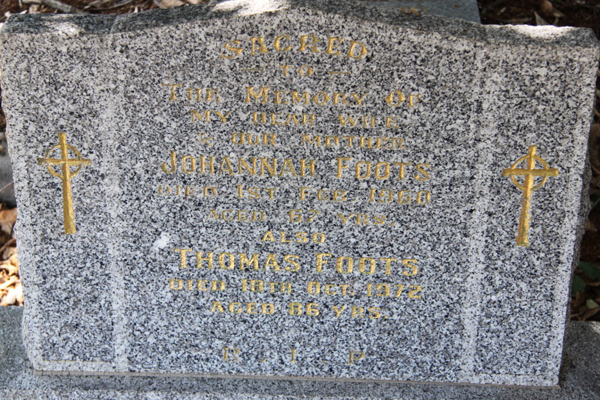 SACRED
TO
THE MEMORY OF
MY DEAR WIFE
& OUR MOTHER
JOHANNAH FOOTS
DIED 1ST FEB. 1960
AGED 67 YRS.
ALSO
THOMAS FOOTS
DIED 18TH OCT. 1972
AGED 86 YRS.
R . I . P